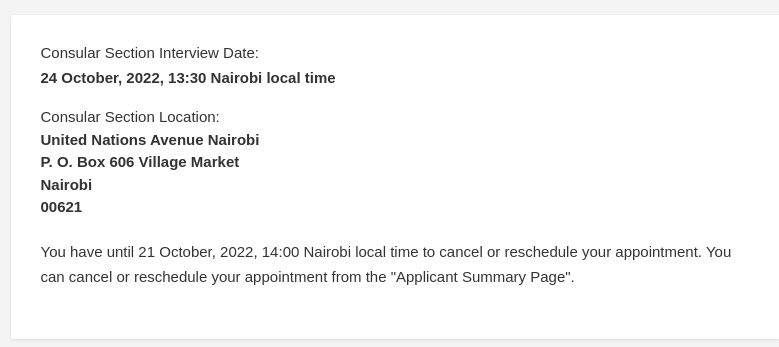 Consular Section Interview Date:
24 October, 2022, 13:30 Nairobi local time
Consular Section Location:
United Nations Avenue Nairobi
P. O. Box 606 Village Market
Nairobi
00621
You have until 21 October, 2022, 14:00 Nairobi local time to cancel or reschedule your appointment. You
can cancel or reschedule your appointment from the "Applicant Summary Page".